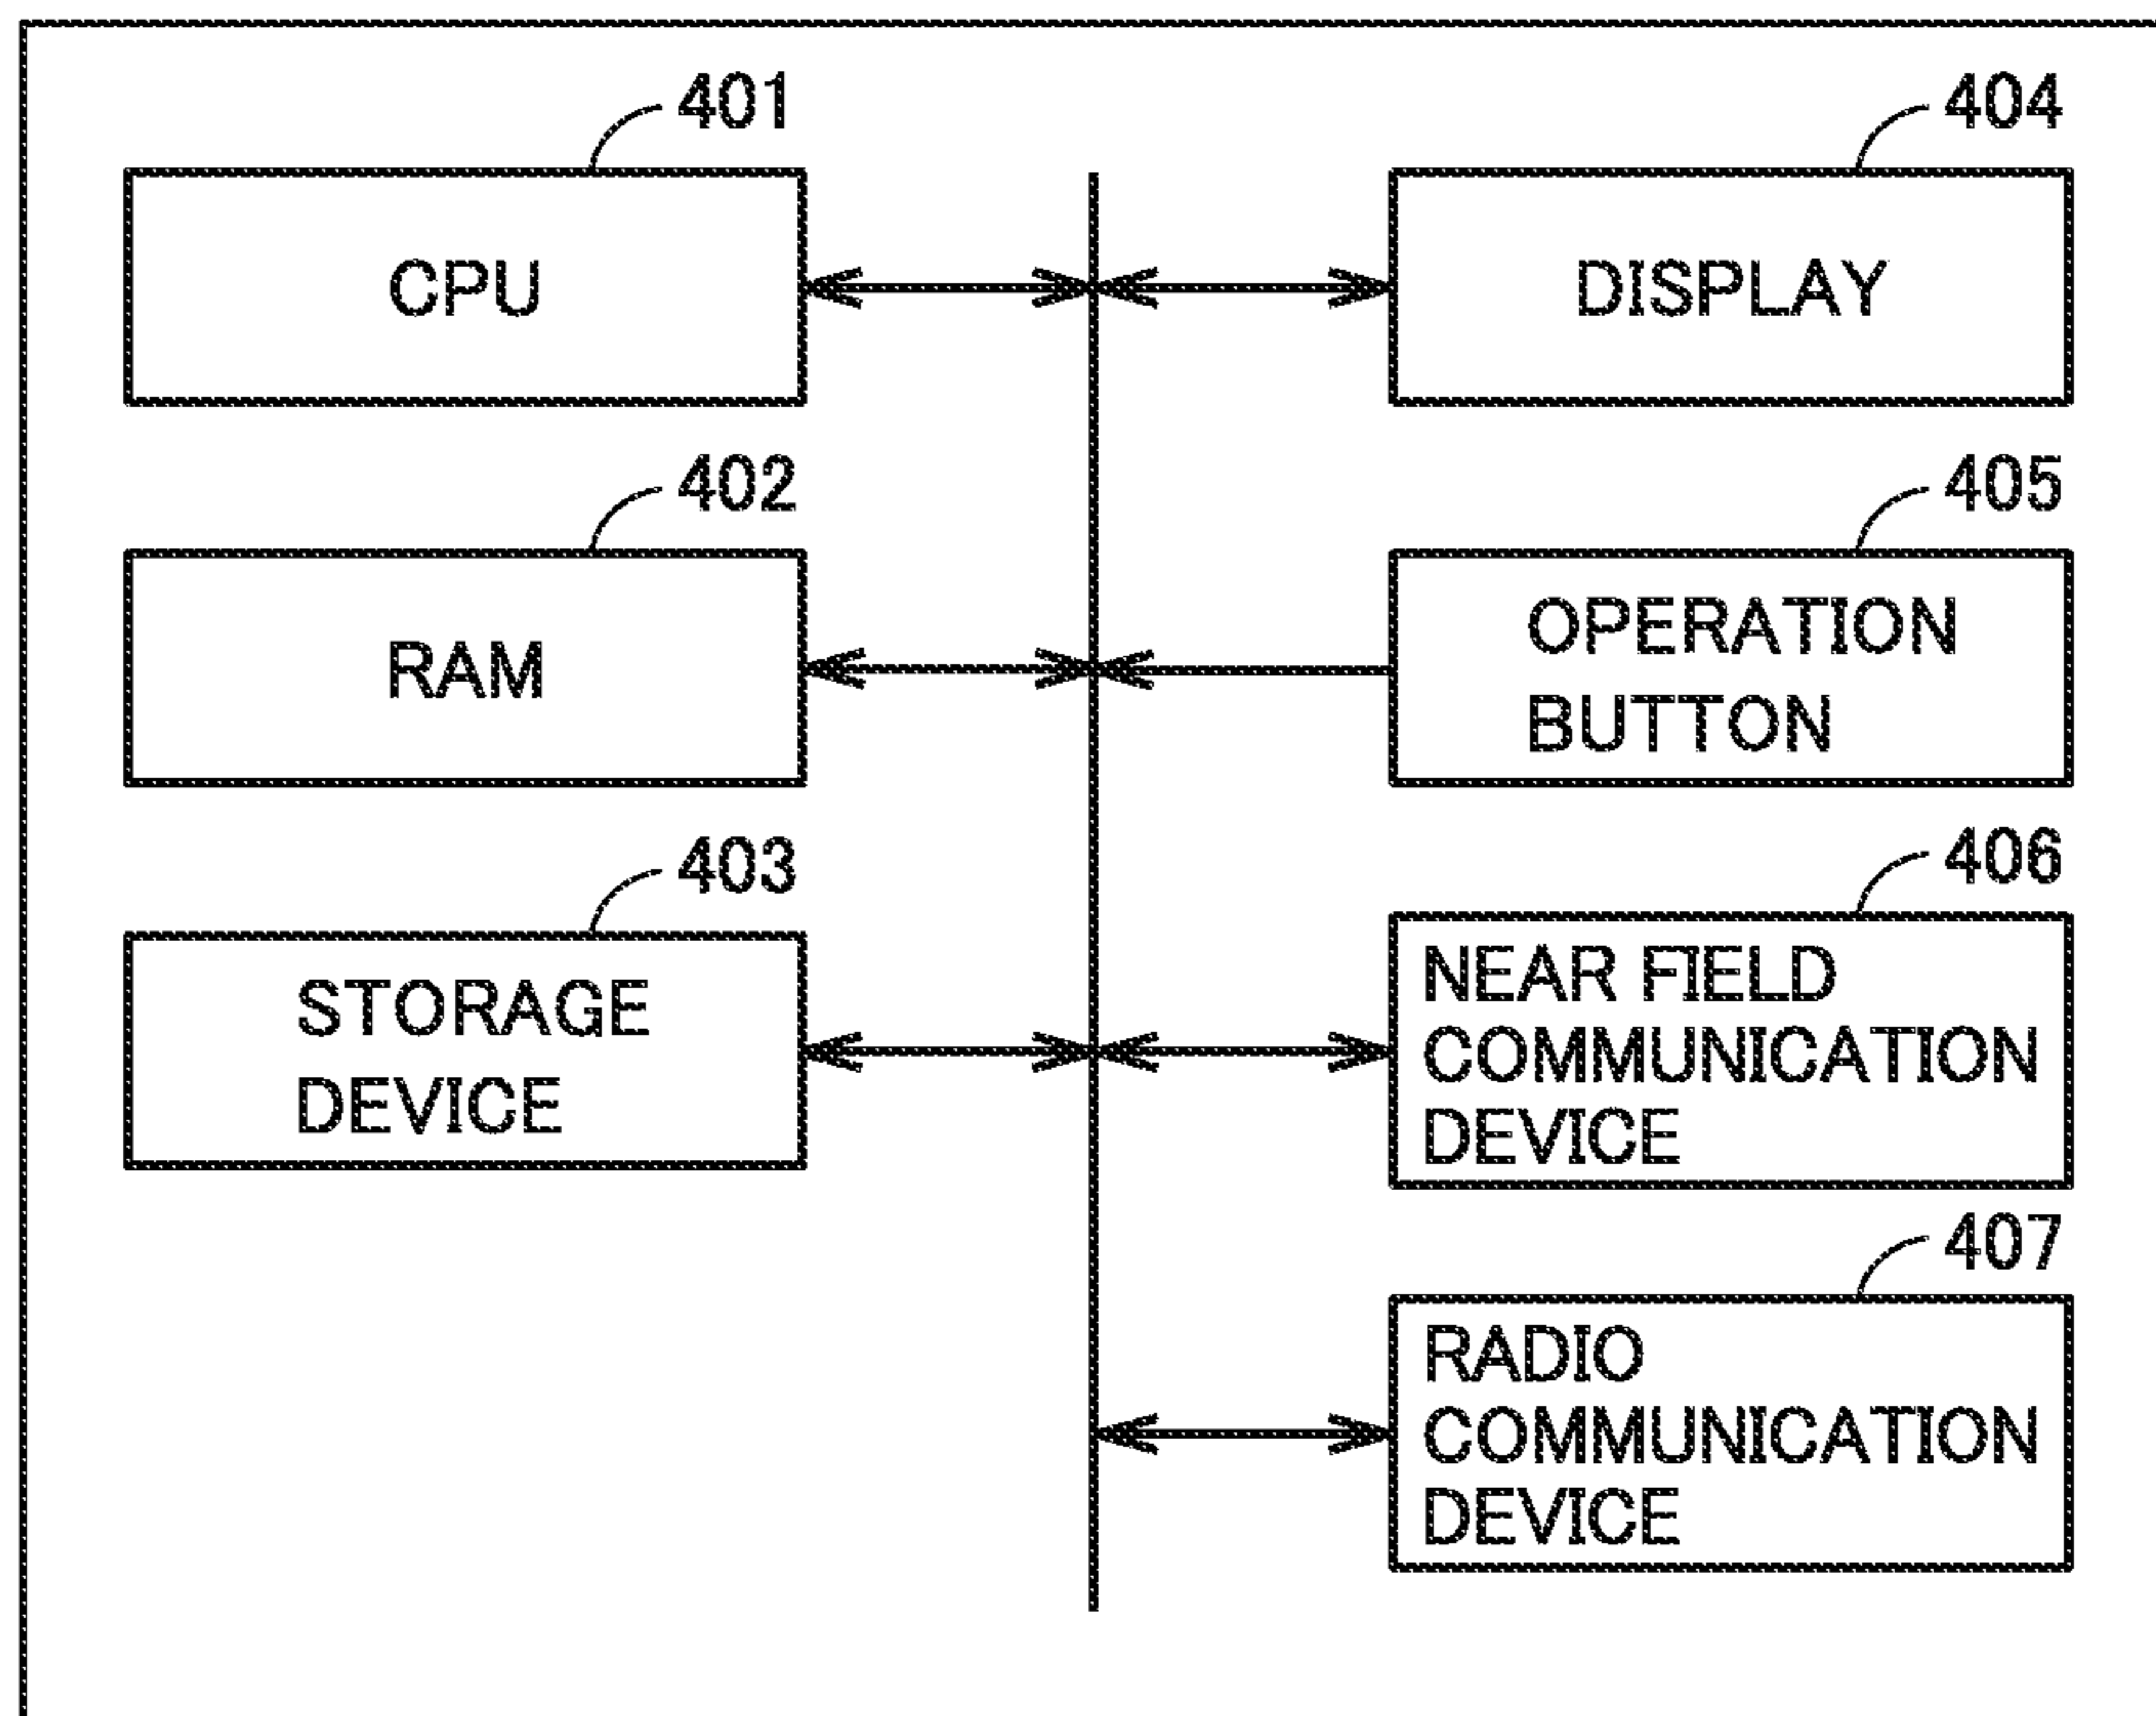 401
CPU
402
RAM
403
STORAGE
DEVICE
404
DISPLAY
405
OPERATION
BUTTON
406
NEAR FIELD
COMMUNICATION
DEVICE
407
RADIO
COMMUNICATION
DEVICE